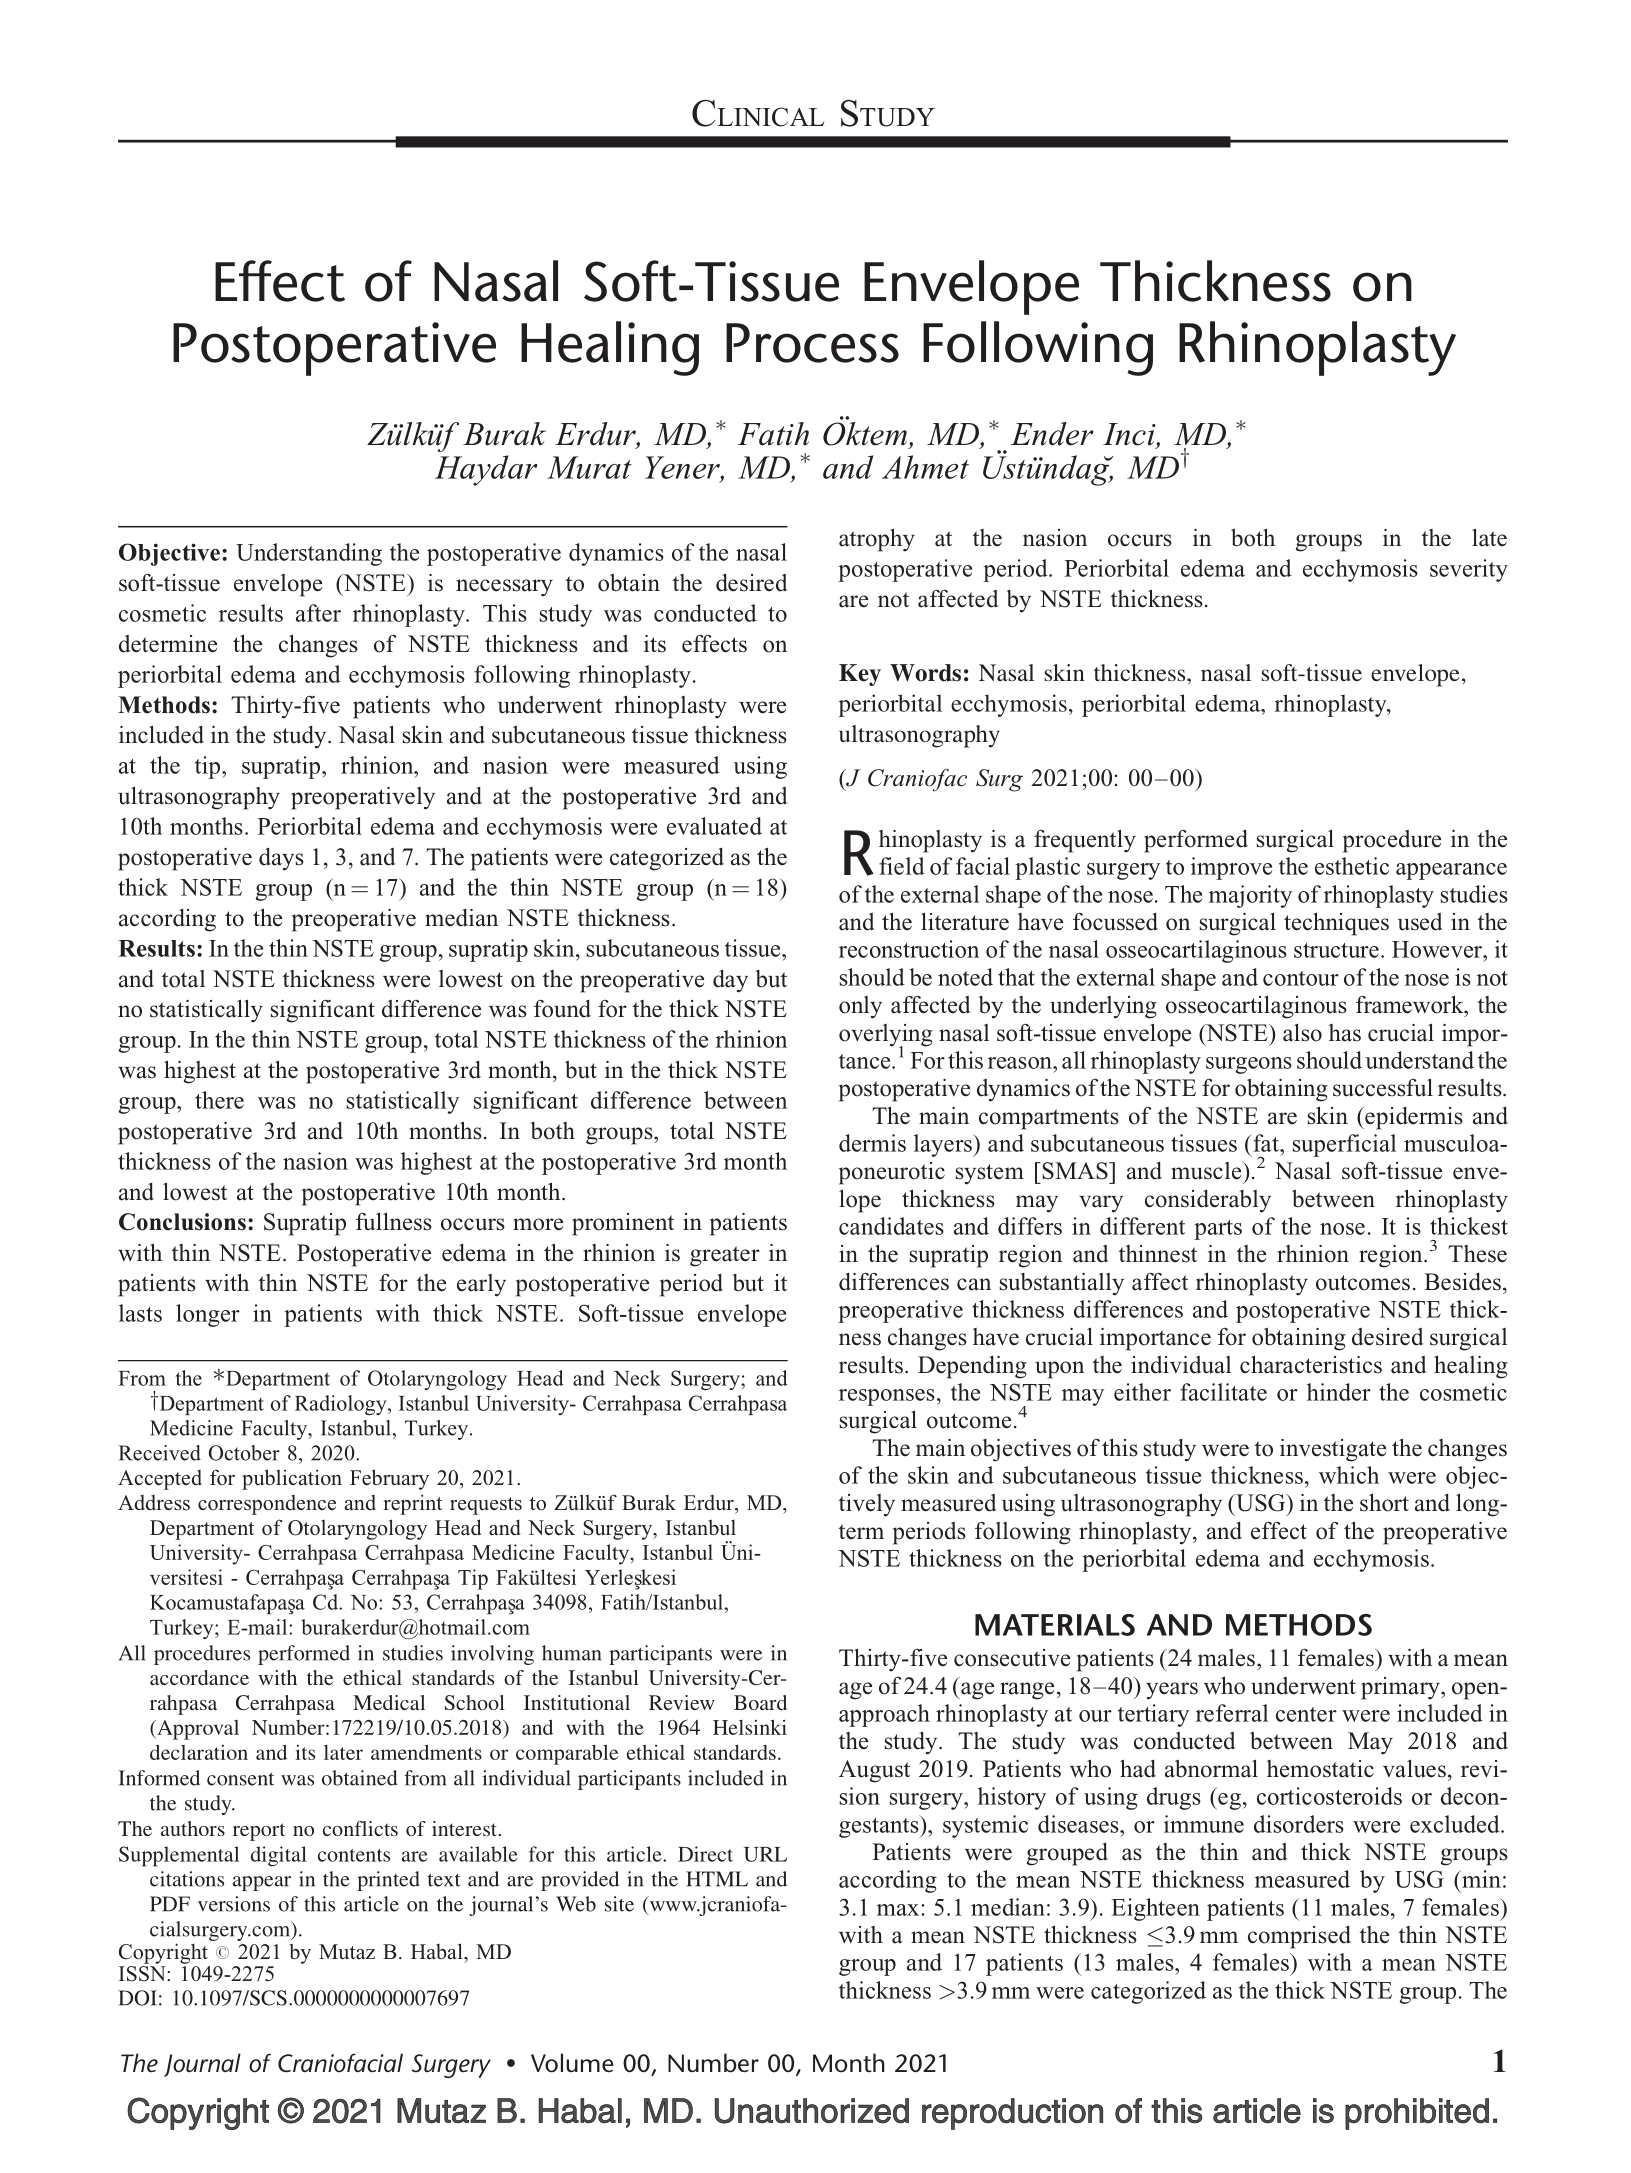 CLINICAL STUDY
Effect of Nasal Soft-Tissue Envelope Thickness on
Postoperative Healing Process Following Rhinoplasty
Zülküf Burak Erdur, MD,* Fatih Öktem, MD,* Ender Inci, MD,*
Haydar Murat Yener, MD,* and Ahmet Üstündağ, MD†
Objective: Understanding the postoperative dynamics of the nasal
soft-tissue envelope (NSTE) is necessary to obtain the desired
cosmetic results after rhinoplasty. This study was conducted to
determine the changes of NSTE thickness and its effects on
periorbital edema and ecchymosis following rhinoplasty.
Methods: Thirty-five patients who underwent rhinoplasty were
included in the study. Nasal skin and subcutaneous tissue thickness
at the tip, supratip, rhinion, and nasion were measured using
ultrasonography preoperatively and at the postoperative 3rd and
10th months. Periorbital edema and ecchymosis were evaluated at
postoperative days 1, 3, and 7. The patients were categorized as the
thick NSTE group (n = 17) and the thin NSTE group (n = 18)
according to the preoperative median NSTE thickness.
Results: In the thin NSTE group, supratip skin, subcutaneous tissue,
and total NSTE thickness were lowest on the preoperative day but
no statistically significant difference was found for the thick NSTE
group. In the thin NSTE group, total NSTE thickness of the rhinion
was highest at the postoperative 3rd month, but in the thick NSTE
group, there was no statistically significant difference between
postoperative 3rd and 10th months. In both groups, total NSTE
thickness of the nasion was highest at the postoperative 3rd month
and lowest at the postoperative 10th month.
Conclusions: Supratip fullness occurs more prominent in patients
with thin NSTE. Postoperative edema in the rhinion is greater in
patients with thin NSTE for the early postoperative period but it
lasts longer in patients with thick NSTE. Soft-tissue envelope
From the *Department of Otolaryngology Head and Neck Surgery; and
†Department of Radiology, Istanbul University- Cerrahpasa Cerrahpasa
Medicine Faculty, Istanbul, Turkey.
Received October 8, 2020.
Accepted for publication February 20, 2021.
Address correspondence and reprint requests to Zülküf Burak Erdur, MD,
Department of Otolaryngology Head and Neck Surgery, Istanbul
University- Cerrahpasa Cerrahpasa Medicine Faculty, Istanbul Üni-
versitesi - Cerrahpaşa Cerrahpaşa Tip Fakültesi Yerleşkesi
Kocamustafapaşa Cd. No: 53, Cerrahpaşa 34098, Fatih/Istanbul,
Turkey; E-mail: burakerdur@hotmail.com
All procedures performed in studies involving human participants were in
accordance with the ethical standards of the Istanbul University-Cer-
rahpasa Cerrahpasa Medical School Institutional Review Board
(Approval Number:172219/10.05.2018) and with the 1964 Helsinki
declaration and its later amendments or comparable ethical standards.
Informed consent was obtained from all individual participants included in
the study.
The authors report no conflicts of interest.
Supplemental digital contents are available for this article. Direct URL
citations appear in the printed text and are provided in the HTML and
PDF versions of this article on the journal's Web site (www.jcraniofa-
cialsurgery.com).
Copyright © 2021 by Mutaz B. Habal, MD
ISSN: 1049-2275
DOI: 10.1097/SCS.0000000000007697
atrophy at the nasion occurs in both groups in the late
postoperative period. Periorbital edema and ecchymosis severity
are not affected by NSTE thickness.
Key Words: Nasal skin thickness, nasal soft-tissue envelope,
periorbital ecchymosis, periorbital edema, rhinoplasty,
ultrasonography
(J Craniofac Surg 2021;00: 00–00)
Rhinoplasty is a frequently performed surgical procedure in the
field of facial plastic surgery to improve the esthetic appearance
of the external shape of the nose. The majority of rhinoplasty studies
and the literature have focussed on surgical techniques used in the
reconstruction of the nasal osseocartilaginous structure. However, it
should be noted that the external shape and contour of the nose is not
only affected by the underlying osseocartilaginous framework, the
overlying nasal soft-tissue envelope (NSTE) also has crucial impor-
tance.1 For this reason, all rhinoplasty surgeons should understand the
postoperative dynamics of the NSTE for obtaining successful results.
The main compartments of the NSTE are skin (epidermis and
dermis layers) and subcutaneous tissues (fat, superficial musculoa-
poneurotic system [SMAS] and muscle).2 Nasal soft-tissue enve-
lope thickness may vary considerably between rhinoplasty
candidates and differs in different parts of the nose. It is thickest
in the supratip region and thinnest in the rhinion region.3 These
differences can substantially affect rhinoplasty outcomes. Besides,
preoperative thickness differences and postoperative NSTE thick-
ness changes have crucial importance for obtaining desired surgical
results. Depending upon the individual characteristics and healing
responses, the NSTE may either facilitate or hinder the cosmetic
surgical outcome.4
The main objectives of this study were to investigate the changes
of the skin and subcutaneous tissue thickness, which were objec-
tively measured using ultrasonography (USG) in the short and long-
term periods following rhinoplasty, and effect of the preoperative
NSTE thickness on the periorbital edema and ecchymosis.
MATERIALS AND METHODS
Thirty-five consecutive patients (24 males, 11 females) with a mean
age of 24.4 (age range, 18–40) years who underwent primary, open-
approach rhinoplasty at our tertiary referral center were included in
the study. The study was conducted between May 2018 and
August 2019. Patients who had abnormal hemostatic values, revi-
sion surgery, history of using drugs (eg, corticosteroids or decon-
gestants), systemic diseases, or immune disorders were excluded.
Patients were grouped as the thin and thick NSTE groups
according to the mean NSTE thickness measured by USG (min:
3.1 max: 5.1 median: 3.9). Eighteen patients (11 males, 7 females)
with a mean NSTE thickness ≤3.9 mm comprised the thin NSTE
group and 17 patients (13 males, 4 females) with a mean NSTE
thickness >3.9 mm were categorized as the thick NSTE group. The
The Journal of Craniofacial Surgery • Volume 00, Number 00, Month 2021
1
Copyright © 2021 Mutaz B. Habal, MD. Unauthorized reproduction of this article is prohibited.